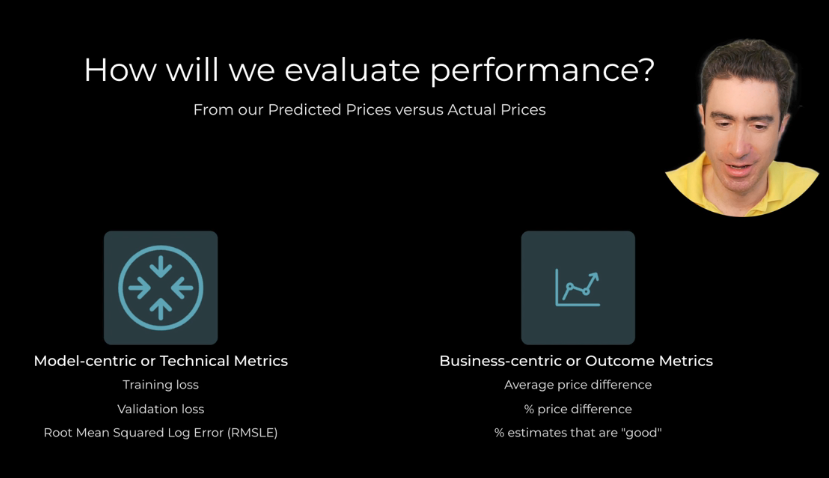 How will we evaluate performance?
From our Predicted Prices versus Actual Prices
Model-centric or Technical Metrics
Training loss
Validation loss
Root Mean Squared Log Error (RMSLE)
Business-centric or Outcome Metrics
Average price difference
% price difference
% estimates that are "good"